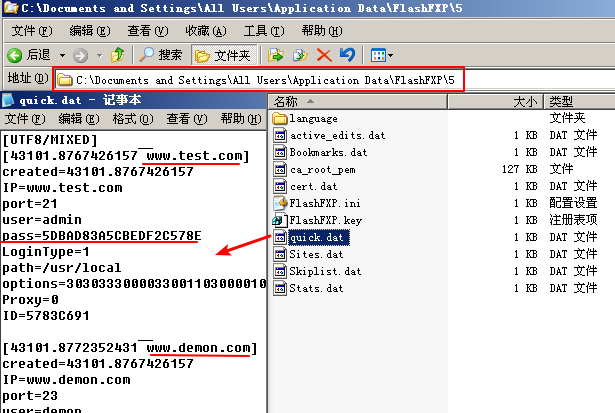 C:\Documents and Settings\All Users\Application Data\FlashFXP\5
文件(F) 编辑(E) 查看(V) 收藏(A) 工具(T) 帮助(H)
后退 搜索 文件夹
地址(D) C:\Documents and Settings\All Users\Application Data\FlashFXP\5
quick.dat - 记事本
文件(F) 编辑(E) 格式(O) 查看(V) 帮助(H)
[UTF8/MIXED]
[43101.8767426157 www.test.com]
created=43101.8767426157
IP=www.test.com
port=21
user=admin
pass=5DBAD83A5CBEDF2C578E
LoginType=1
path=/usr/local
options=3030333000033001103000010
Proxy=0
ID=5783C691
[43101.8772352431 www.demon.com]
created=43101.8767426157
IP=www.demon.com
port=23
user=demon
名称 大小 类型
language 文件夹
active_edits.dat 1 KB DAT 文件
Bookmarks.dat 1 KB DAT 文件
ca_root_pem 127 KB 文件
cert.dat 1 KB DAT 文件
FlashFXP.ini 1 KB 配置设置
FlashFXP.key 1 KB 注册表项
quick.dat 1 KB DAT 文件
Sites.dat 1 KB DAT 文件
Skiplist.dat 1 KB DAT 文件
Stats.dat 1 KB DAT 文件